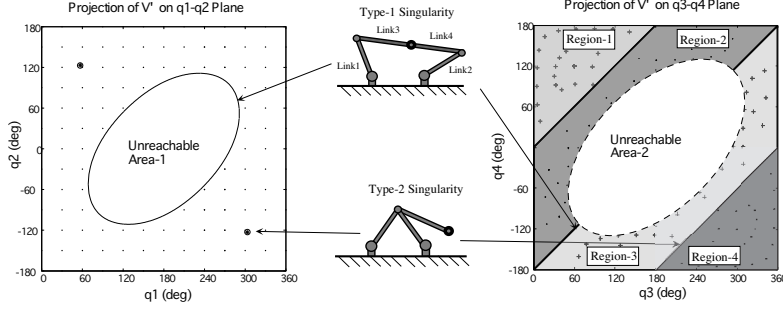 Projection of V' on q1-q2 Plane
180
120
60
0
-60
-120
-180
q2 (deg)
Unreachable
Area-1
0
60
120
180
240
300
360
q1 (deg)
Type-1 Singularity
Link3
Link4
Link1
Link2
Type-2 Singularity
Projection of V' on q3-q4 Plane
180
120
60
0
-60
-120
-180
q4 (deg)
Region-1
Region-2
Unreachable
Area-2
Region-3
Region-4
0
60
120
180
240
300
360
q3 (deg)